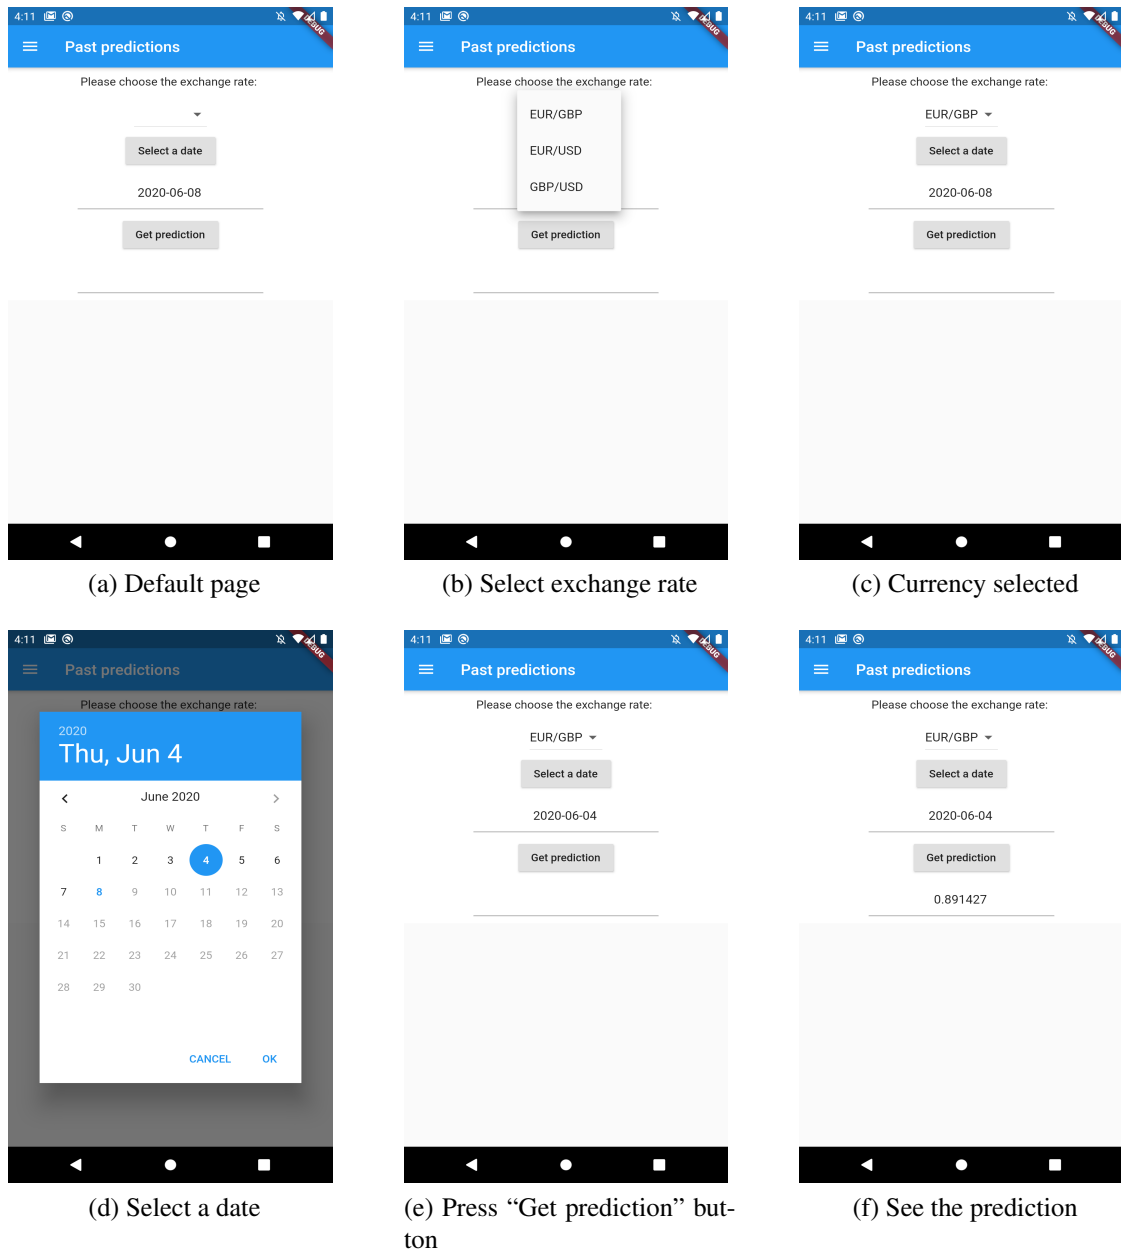 4:11
DEBUG
Past predictions
Please choose the exchange rate:
Select a date
2020-06-08
Get prediction
(a) Default page
4:11
DEBUG
Past predictions
Please choose the exchange rate:
EUR/GBP
EUR/USD
GBP/USD
Get prediction
(b) Select exchange rate
4:11
DEBUG
Past predictions
Please choose the exchange rate:
EUR/GBP
Select a date
2020-06-08
Get prediction
(c) Currency selected
4:11
DEBUG
Past predictions
Please choose the exchange rate:
2020
Thu, Jun 4
June 2020
S M T W T F S
1 2 3 4 5 6
7 8 9 10 11 12 13
14 15 16 17 18 19 20
21 22 23 24 25 26 27
28 29 30
CANCEL OK
(d) Select a date
4:11
DEBUG
Past predictions
Please choose the exchange rate:
EUR/GBP
Select a date
2020-06-04
Get prediction
(e) Press “Get prediction” but-
ton
4:11
DEBUG
Past predictions
Please choose the exchange rate:
EUR/GBP
Select a date
2020-06-04
Get prediction
0.891427
(f) See the prediction